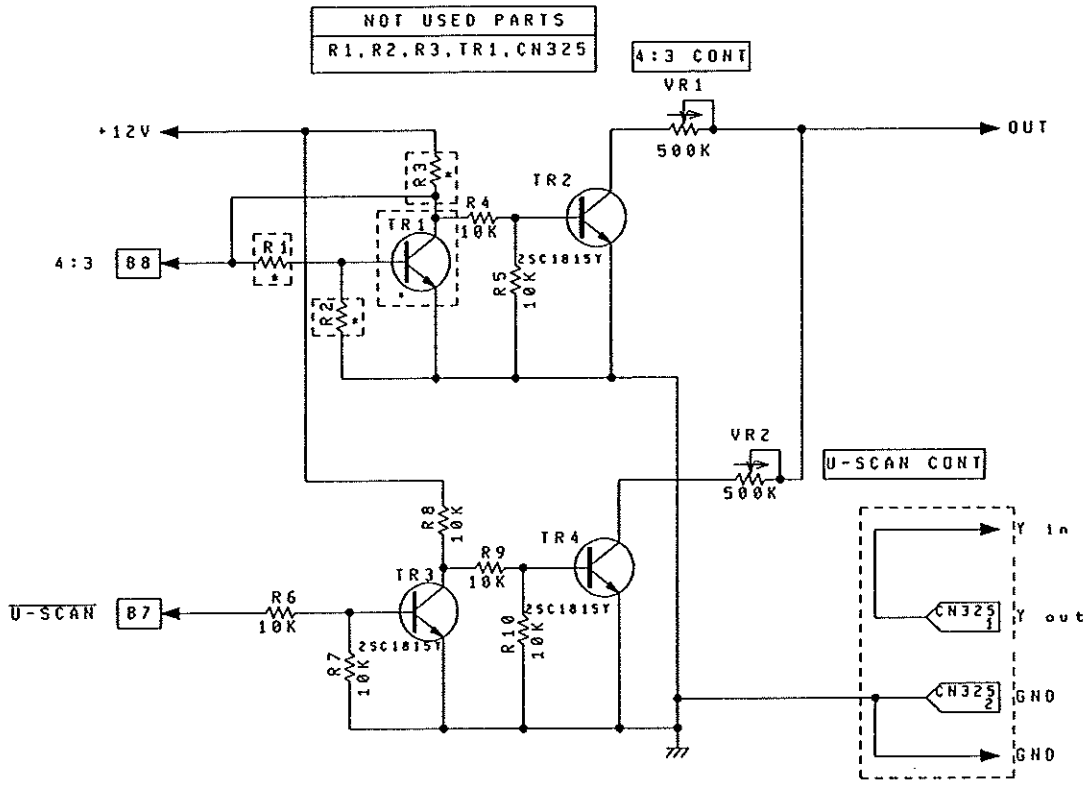 NOT USED PARTS
R1,R2,R3,TR1,CN325
4:3 CONT
VR1
500K
+12V
OUT
R3
*
TR2
2SC1815Y
R4
10K
TR1
*
4:3
B8
R1
*
R5
10K
R2
*
VR2
500K
U-SCAN CONT
R8
10K
TR4
2SC1815Y
R9
10K
TR3
2SC1815Y
Y in
U-SCAN
B7
R6
10K
R10
10K
CN325
1
Y out
R7
10K
CN325
2
GND
GND